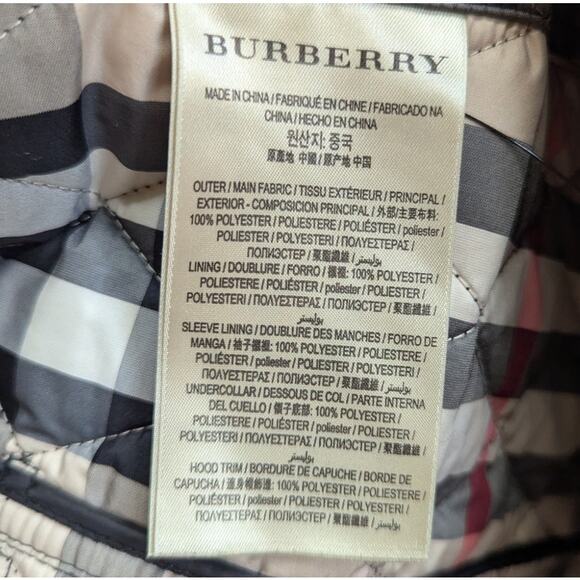 BURBERRY
MADE IN CHINA / FABRIQUÉ EN CHINE / FABRICADO NA
CHINA / HECHO EN CHINA
원산지: 중국
原產地 中國 / 原产地 中国
OUTER / MAIN FABRIC / TISSU EXTÉRIEUR / PRINCIPAL /
EXTERIOR - COMPOSICION PRINCIPAL / 外部/主要布料:
100% POLYESTER / POLIESTERE / POLIÉSTER / poliester /
POLIESTER / POLYESTERI / ΠΟΛΥΕΣΤΕΡΑΣ /
ПОЛИЭСТЕР / 聚酯纖維 / بوليستر
LINING / DOUBLURE / FORRO / 襯裡: 100% POLYESTER /
POLIESTERE / POLIÉSTER / poliester / POLIESTER /
POLYESTERI / ΠΟΛΥΕΣΤΕΡΑΣ / ПОЛИЭСТЕР / 聚酯纖維 /
بوليستر
SLEEVE LINING / DOUBLURE DES MANCHES / FORRO DE
MANGA / 袖子襯裡: 100% POLYESTER / POLIESTERE /
POLIÉSTER / poliester / POLIESTER / POLYESTERI /
ΠΟΛΥΕΣΤΕΡΑΣ / ПОЛИЭСТЕР / 聚酯纖維 / بوليستر
UNDERCOLLAR / DESSOUS DE COL / PARTE INTERNA
DEL CUELLO / 領子底部: 100% POLYESTER /
POLIESTERE / POLIÉSTER / poliester / POLIESTER /
POLYESTERI / ΠΟΛΥΕΣΤΕΡΑΣ / ПОЛИЭСТЕР / 聚酯纖維 /
بوليستر
HOOD TRIM / BORDURE DE CAPUCHE / BORDE DE
CAPUCHA / 連身帽飾邊: 100% POLYESTER / POLIESTERE /
POLIÉSTER / poliester / POLIESTER / POLYESTERI /
ΠΟΛΥΕΣΤΕΡΑΣ / ПОЛИЭСТЕР / 聚酯纖維 / بوليستر